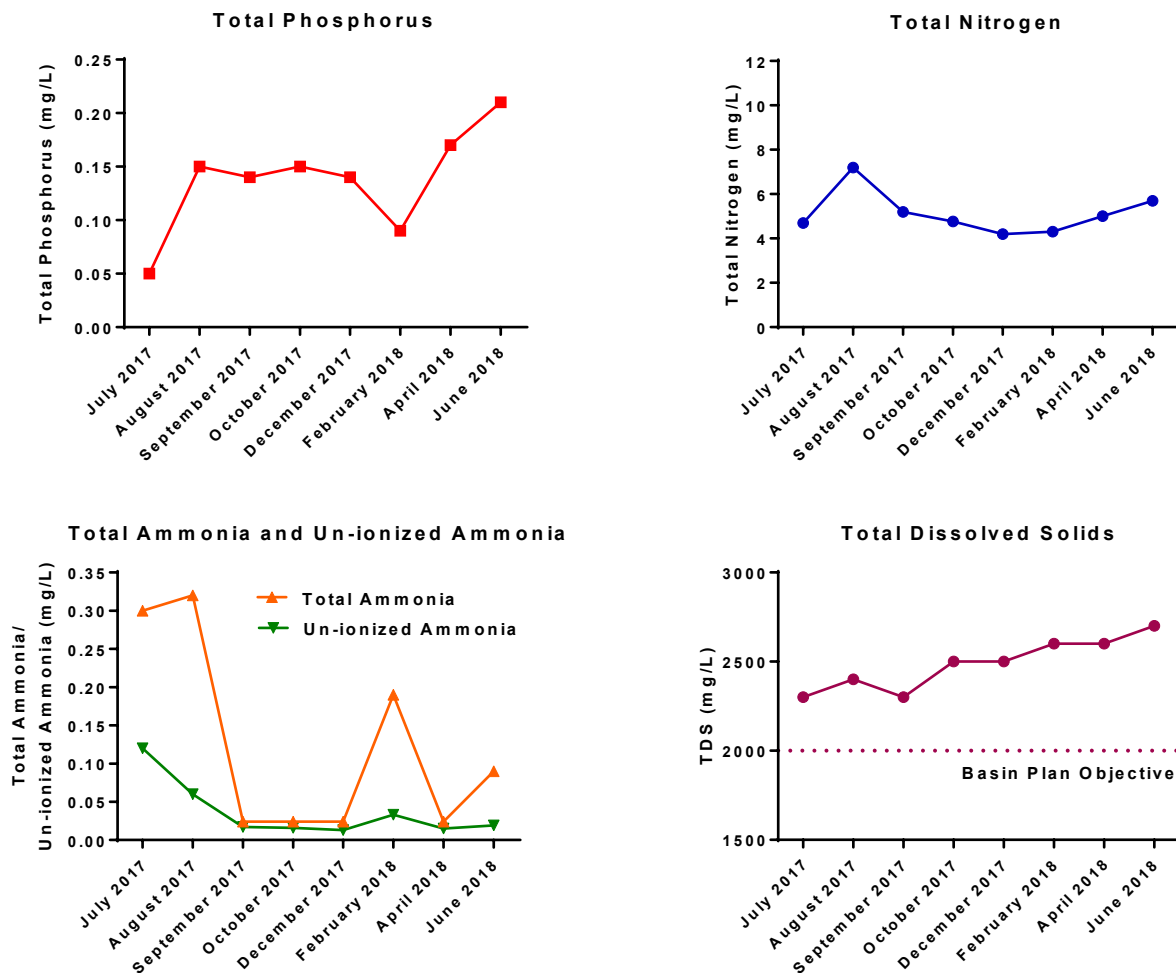 Total Phosphorus
Total Phosphorus (mg/L)
0.25
0.20
0.15
0.10
0.05
0.00
July 2017
August 2017
September 2017
October 2017
December 2017
February 2018
April 2018
June 2018
Total Nitrogen
Total Nitrogen (mg/L)
12
10
8
6
4
2
0
July 2017
August 2017
September 2017
October 2017
December 2017
February 2018
April 2018
June 2018
Total Ammonia and Un-ionized Ammonia
Total Ammonia/
Un-ionized Ammonia (mg/L)
0.35
0.30
0.25
0.20
0.15
0.10
0.05
0.00
Total Ammonia
Un-ionized Ammonia
July 2017
August 2017
September 2017
October 2017
December 2017
February 2018
April 2018
June 2018
Total Dissolved Solids
TDS (mg/L)
3000
2500
2000
1500
Basin Plan Objective
July 2017
August 2017
September 2017
October 2017
December 2017
February 2018
April 2018
June 2018